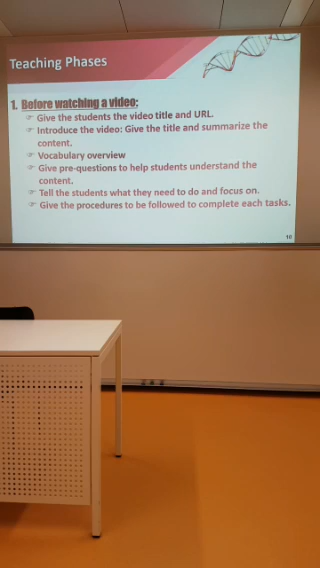 Teaching Phases
1. Before watching a video:
☞ Give the students the video title and URL.
☞ Introduce the video: Give the title and summarize the
content.
☞ Vocabulary overview
☞ Give pre-questions to help students understand the
content.
☞ Tell the students what they need to do and focus on.
☞ Give the procedures to be followed to complete each tasks.